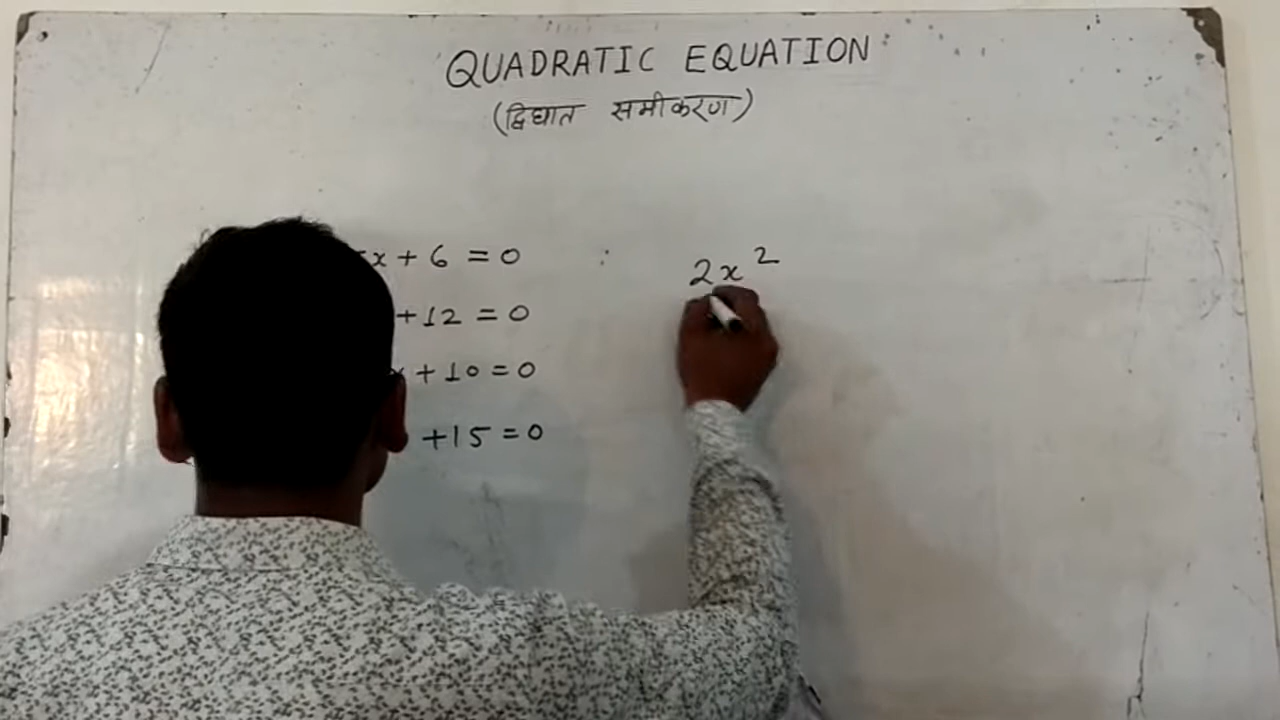 QUADRATIC EQUATION
(द्विघात समीकरण)
x + 6 = 0
+ 12 = 0
+ 10 = 0
+ 15 = 0
2x²